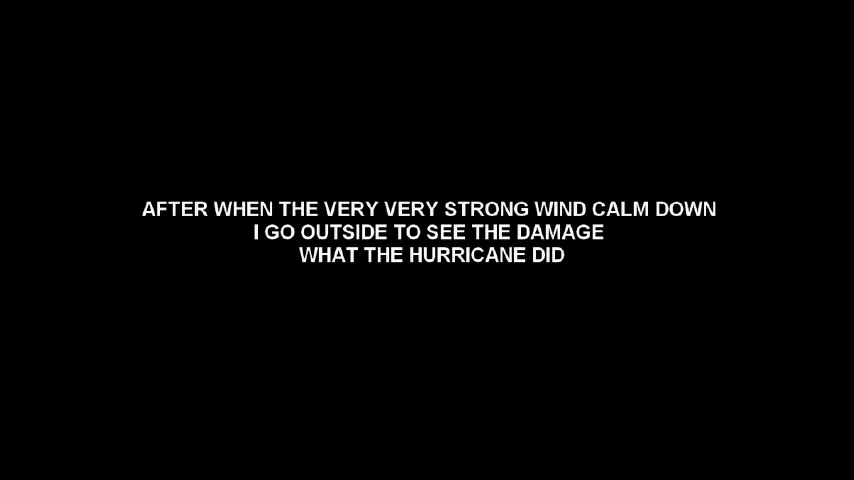 AFTER WHEN THE VERY VERY STRONG WIND CALM DOWN
I GO OUTSIDE TO SEE THE DAMAGE
WHAT THE HURRICANE DID